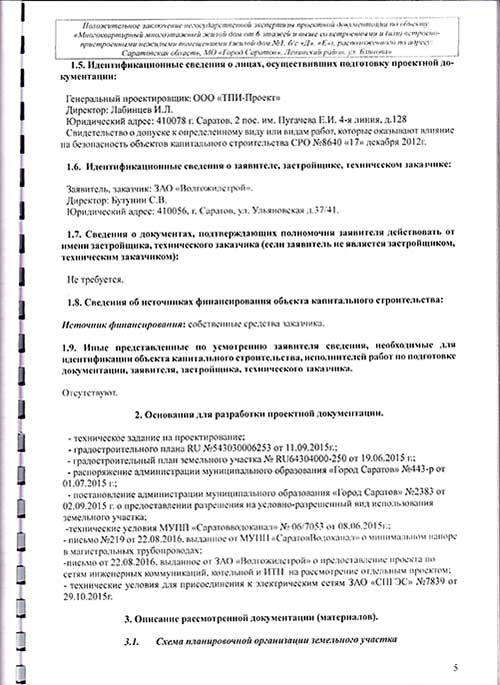 Положительное заключение негосударственной экспертизы проектной документации по объекту
«Многоквартирный многоэтажный жилой дом от 6 этажей и выше со встроенными и (или) встроено-
пристроенными нежилыми помещениями (жилой дом №1, б/с «Д», «Е»), расположенного по адресу:
Саратовская область, МО «Город Саратов», Ленинский район, ул. Блинова»
1.5. Идентификационные сведения о лицах, осуществивших подготовку проектной до-
кументации:
Генеральный проектировщик: ООО «ТПИ-Проект»
Директор: Лабинцев И.Л.
Юридический адрес: 410078 г. Саратов, 2 пос. им. Пугачева Е.И. 4-я линия, д.128
Свидетельство о допуске к определенному виду или видам работ, которые оказывают влияние
на безопасность объектов капитального строительства СРО №8640 «17» декабря 2012г.
1.6. Идентификационные сведения о заявителе, застройщике, техническом заказчике:
Заявитель, заказчик: ЗАО «Волгожилстрой».
Директор: Бутунин С.В.
Юридический адрес: 410056, г. Саратов, ул. Ульяновская д.37/41.
1.7. Сведения о документах, подтверждающих полномочия заявителя действовать от
имени застройщика, технического заказчика (если заявитель не является застройщиком,
техническим заказчиком):
Не требуется.
1.8. Сведения об источниках финансирования объекта капитального строительства:
Источник финансирования: собственные средства заказчика.
1.9. Иные представленные по усмотрению заявителя сведения, необходимые для
идентификации объекта капитального строительства, исполнителей работ по подготовке
документации, заявителя, застройщика, технического заказчика.
Отсутствуют.
2. Основания для разработки проектной документации.
- техническое задание на проектирование;
- градостроительного плана RU №543030006253 от 11.09.2015г.;
- градостроительный план земельного участка № RU64304000-250 от 19.06.2015 г.;
- распоряжение администрации муниципального образования «Город Саратов» №443-р от
01.07.2015 г.;
- постановление администрации муниципального образования «Город Саратов» №2383 от
02.09.2015 г. о предоставлении разрешения на условно-разрешенный вид использования
земельного участка;
-технические условия МУПП «Саратовводоканал» № 06/7053 от 08.06.2015г.;
- письмо №219 от 22.08.2016, выданное от МУПП «СаратовВодоканал» о минимальном напоре
в магистральных трубопроводах;
-письмо от 22.08.2016, выданное от ЗАО «Волгожилстрой» о предоставление проекта по
сетям инженерных коммуникаций, котельной и ИТП на рассмотрение отдельным проектом;
- технические условия для присоединения к электрическим сетям ЗАО «СПГЭС» №7839 от
29.10.2015г.
3. Описание рассмотренной документации (материалов).
3.1. Схема планировочной организации земельного участка
5